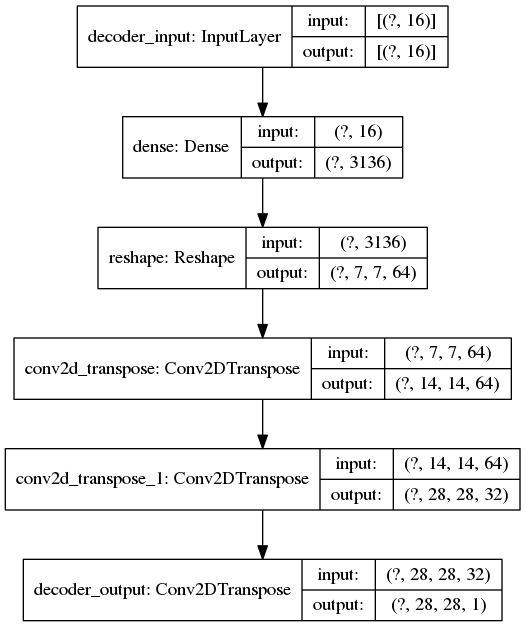 decoder_input: InputLayer
input: [(?, 16)]
output: [(?, 16)]
dense: Dense
input: (?, 16)
output: (?, 3136)
reshape: Reshape
input: (?, 3136)
output: (?, 7, 7, 64)
conv2d_transpose: Conv2DTranspose
input: (?, 7, 7, 64)
output: (?, 14, 14, 64)
conv2d_transpose_1: Conv2DTranspose
input: (?, 14, 14, 64)
output: (?, 28, 28, 32)
decoder_output: Conv2DTranspose
input: (?, 28, 28, 32)
output: (?, 28, 28, 1)